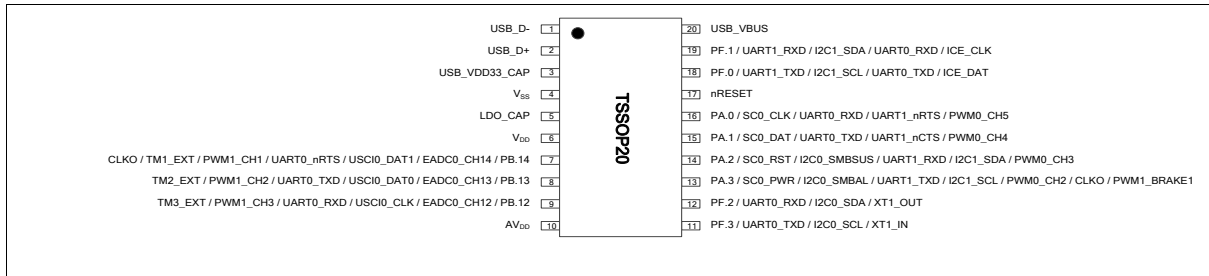 USB_D- 1
USB_D+ 2
USB_VDD33_CAP 3
VSS 4
LDO_CAP 5
VDD 6
CLKO / TM1_EXT / PWM1_CH1 / UART0_nRTS / USCI0_DAT1 / EADC0_CH14 / PB.14 7
TM2_EXT / PWM1_CH2 / UART0_TXD / USCI0_DAT0 / EADC0_CH13 / PB.13 8
TM3_EXT / PWM1_CH3 / UART0_RXD / USCI0_CLK / EADC0_CH12 / PB.12 9
AVDD 10
TSSOP20
20 USB_VBUS
19 PF.1 / UART1_RXD / I2C1_SDA / UART0_RXD / ICE_CLK
18 PF.0 / UART1_TXD / I2C1_SCL / UART0_TXD / ICE_DAT
17 nRESET
16 PA.0 / SC0_CLK / UART0_RXD / UART1_nRTS / PWM0_CH5
15 PA.1 / SC0_DAT / UART0_TXD / UART1_nCTS / PWM0_CH4
14 PA.2 / SC0_RST / I2C0_SMBSUS / UART1_RXD / I2C1_SDA / PWM0_CH3
13 PA.3 / SC0_PWR / I2C0_SMBAL / UART1_TXD / I2C1_SCL / PWM0_CH2 / CLKO / PWM1_BRAKE1
12 PF.2 / UART0_RXD / I2C0_SDA / XT1_OUT
11 PF.3 / UART0_TXD / I2C0_SCL / XT1_IN